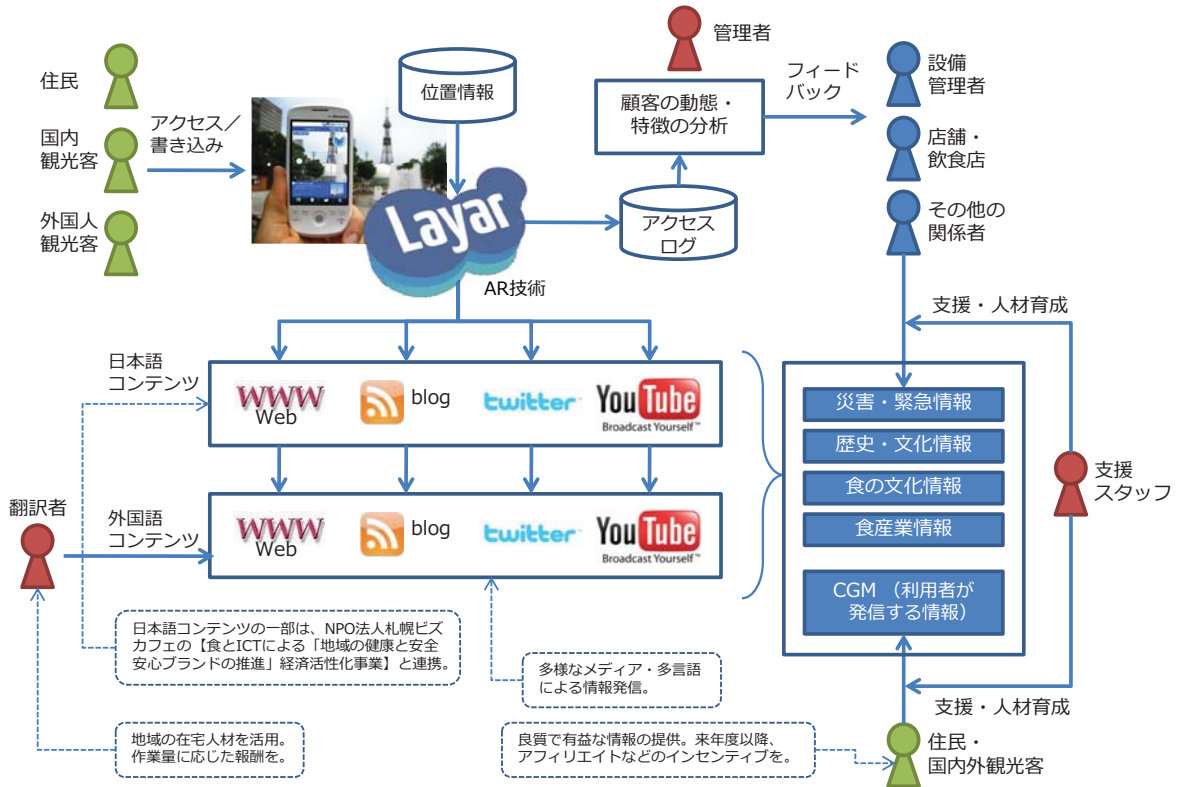 管理者
住民
国内
観光客
外国人
観光客
アクセス／
書き込み
位置情報
Layar
AR技術
アクセス
ログ
顧客の動態・
特徴の分析
フィード
バック
設備
管理者
店舗・
飲食店
その他の
関係者
支援・人材育成
日本語
コンテンツ
WWW
Web
blog
twitter
YouTube
Broadcast Yourself™
外国語
コンテンツ
WWW
Web
blog
twitter
YouTube
Broadcast Yourself™
翻訳者
災害・緊急情報
歴史・文化情報
食の文化情報
食産業情報
CGM （利用者が
発信する情報）
支援
スタッフ
支援・人材育成
住民・
国内外観光客
日本語コンテンツの一部は、NPO法人札幌ビズ
カフェの【食とICTによる「地域の健康と安全
安心ブランドの推進」経済活性化事業】と連携。
多様なメディア・多言語
による情報発信。
地域の在宅人材を活用。
作業量に応じた報酬を。
良質で有益な情報の提供。来年度以降、
アフィリエイトなどのインセンティブを。